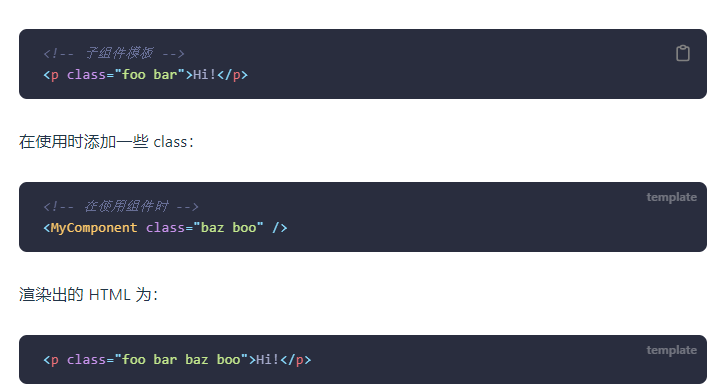 <!-- 子组件模板 -->
<p class="foo bar">Hi!</p>
在使用时添加一些 class：
template
<!-- 在使用组件时 -->
<MyComponent class="baz boo" />
渲染出的 HTML 为：
template
<p class="foo bar baz boo">Hi!</p>